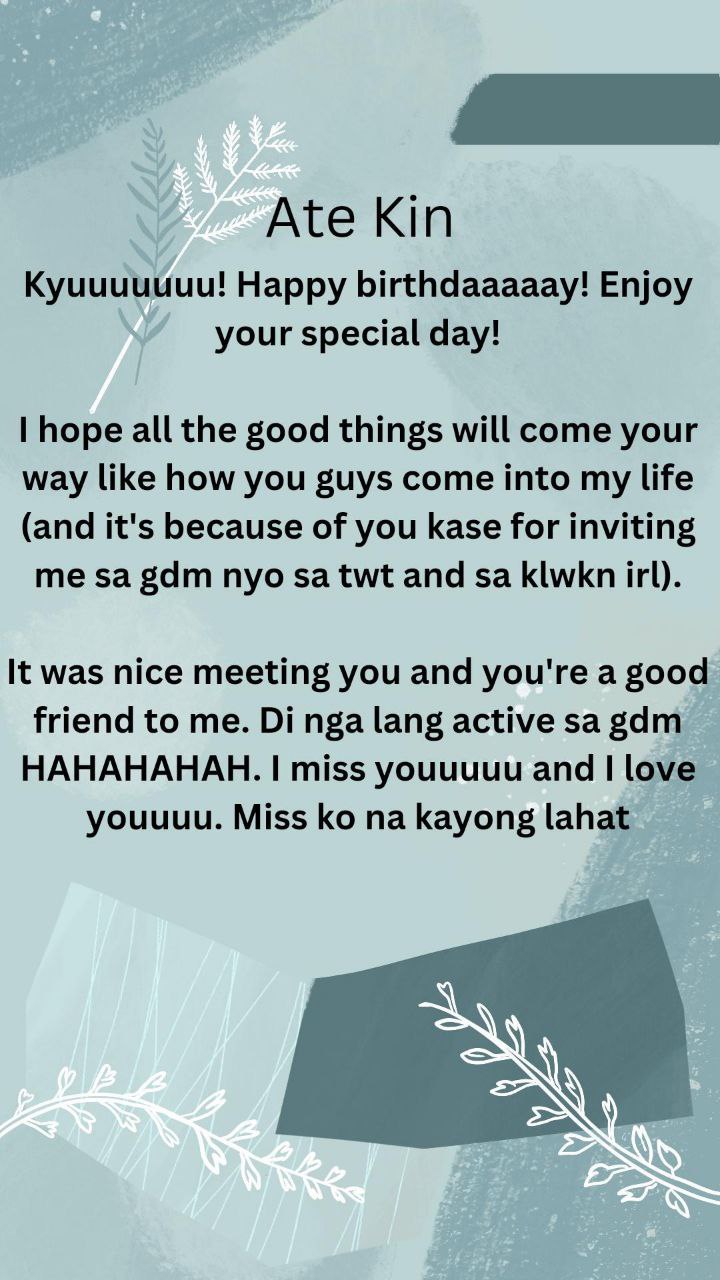 Ate Kin
Kyuuuuuuu! Happy birthdaaaaay! Enjoy
your special day!
I hope all the good things will come your
way like how you guys come into my life
(and it's because of you kase for inviting
me sa gdm nyo sa twt and sa klwkn irl).
It was nice meeting you and you're a good
friend to me. Di nga lang active sa gdm
HAHAHAHAH. I miss youuuuu and I love
youuuu. Miss ko na kayong lahat